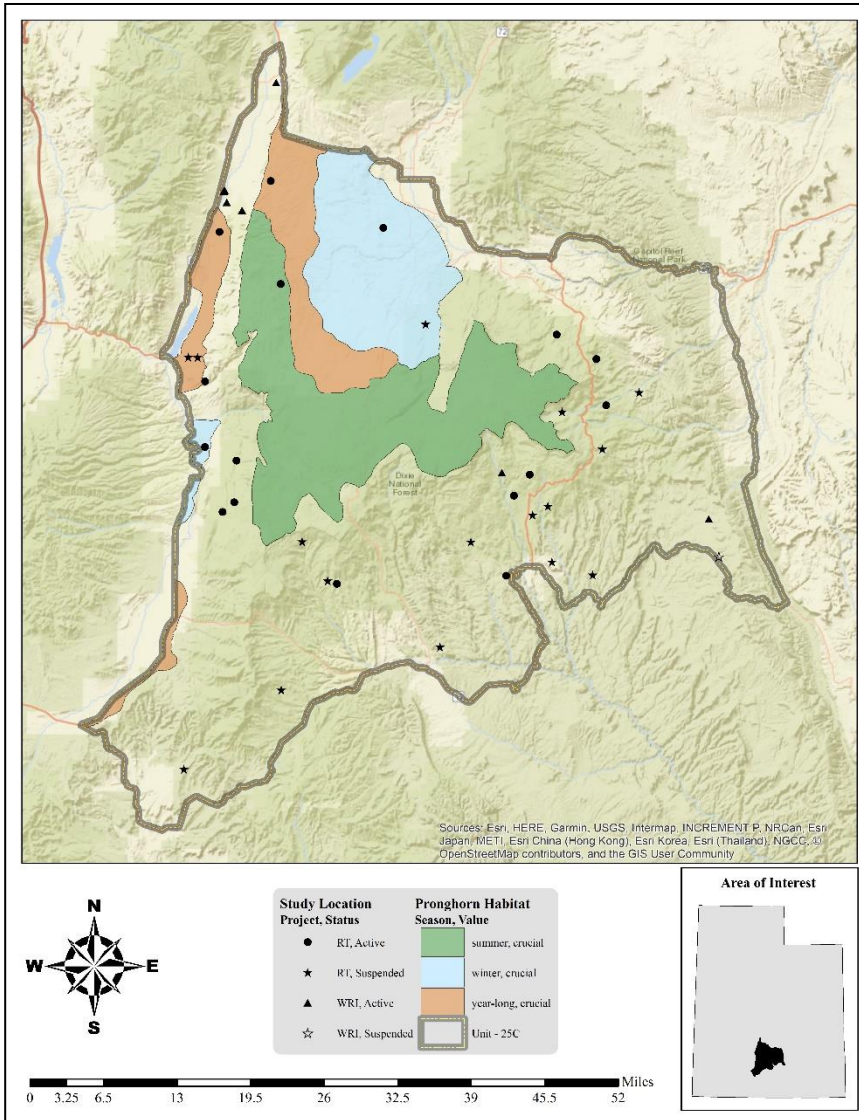 72
Capitol Reef
National Park
Dixie
National
Forest
Sources: Esri, HERE, Garmin, USGS, Intermap, INCREMENT P, NRCan, Esri
Japan, METI, Esri China (Hong Kong), Esri Korea, Esri (Thailand), NGCC, ©
OpenStreetMap contributors, and the GIS User Community
N
W
E
S
Study Location
Project, Status
RT, Active
RT, Suspended
WRI, Active
WRI, Suspended
Pronghorn Habitat
Season, Value
summer, crucial
winter, crucial
year-long, crucial
Unit - 25C
Area of Interest
Miles
0 3.25 6.5 13 19.5 26 32.5 39 45.5 52